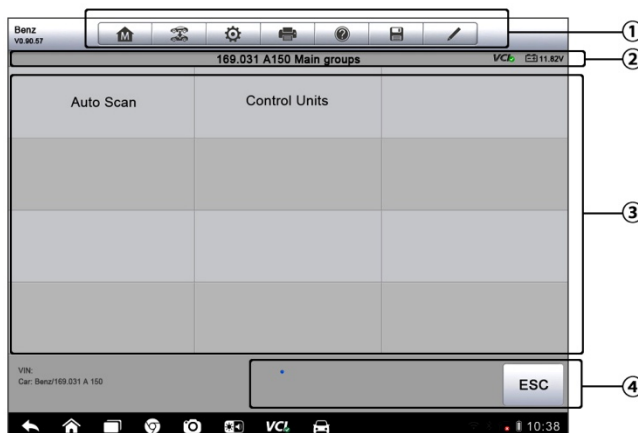 Benz
V0.90.57
M
?
①
169.031 A150 Main groups
VCI
11.82V
②
Auto Scan
Control Units
③
VIN:
Car: Benz/169.031 A 150
ESC
④
VCI
10:38